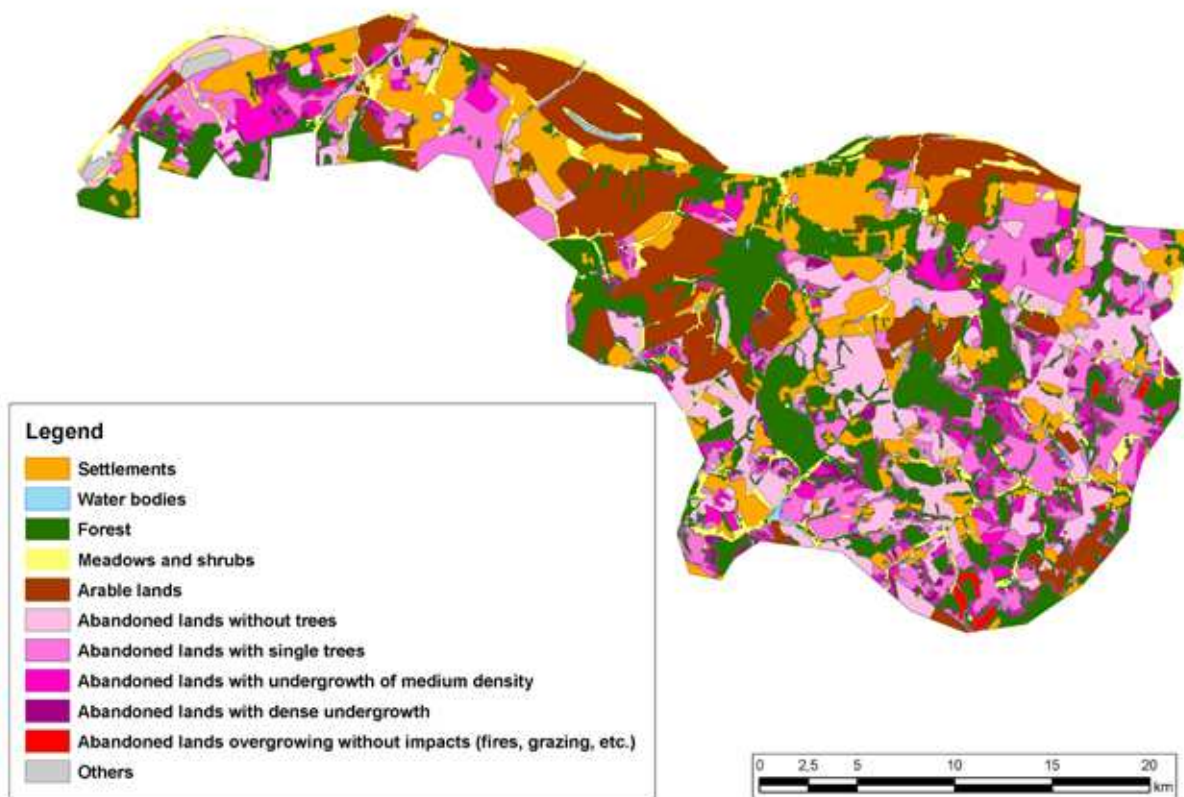 Legend
Settlements
Water bodies
Forest
Meadows and shrubs
Arable lands
Abandoned lands without trees
Abandoned lands with single trees
Abandoned lands with undergrowth of medium density
Abandoned lands with dense undergrowth
Abandoned lands overgrowing without impacts (fires, grazing, etc.)
Others
0 2,5 5 10 15 20
km